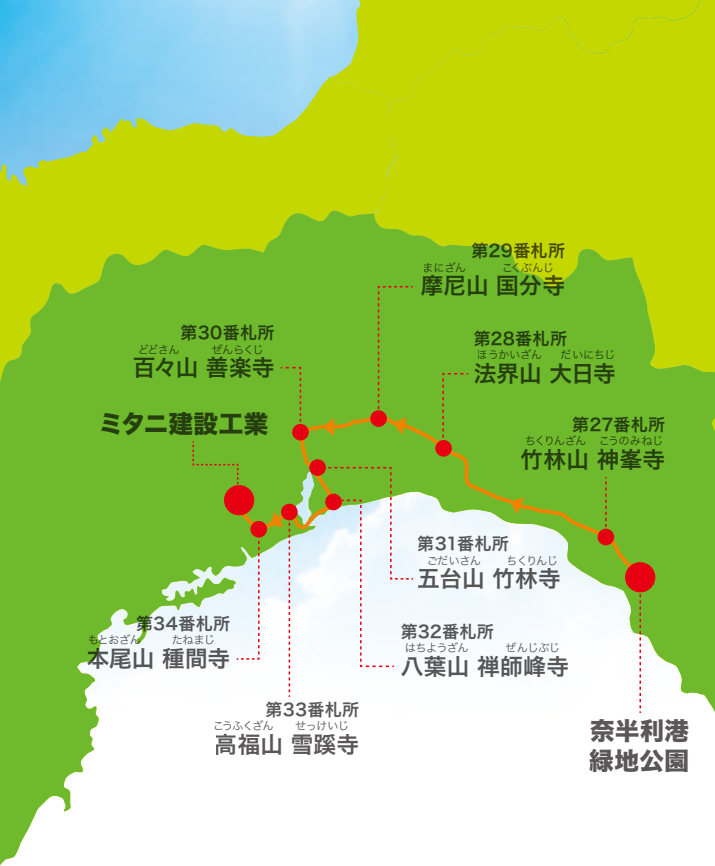 第29番札所
まにざん こくぶんじ
摩尼山 国分寺
第30番札所
どどさん ぜんらくじ
百々山 善楽寺
第28番札所
ほうかいざん だいにちじ
法界山 大日寺
ミタニ建設工業
第27番札所
ちくりんざん こうのみねじ
竹林山 神峯寺
第31番札所
ごだいさん ちくりんじ
五台山 竹林寺
第34番札所
もとおざん たねまじ
本尾山 種間寺
第32番札所
はちようざん ぜんじぶじ
八葉山 禅師峰寺
第33番札所
こうふくざん せっけいじ
高福山 雪蹊寺
奈半利港
緑地公園